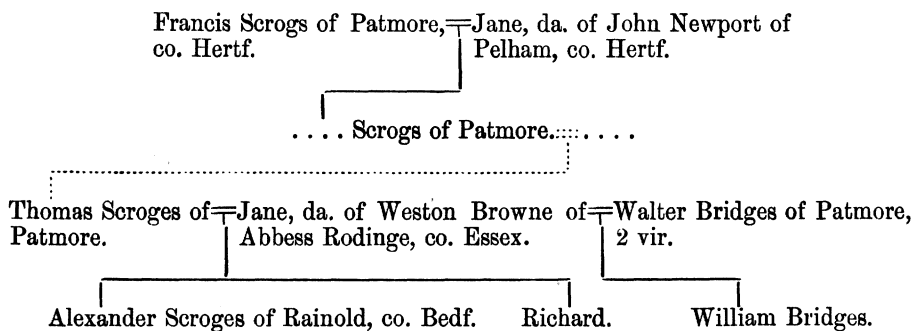 Francis Scrogs of Patmore,=Jane, da. of John Newport of
co. Hertf. Pelham, co. Hertf.
. . . . Scrogs of Patmore.::::. . . .
Thomas Scroges of=Jane, da. of Weston Browne of=Walter Bridges of Patmore,
Patmore. Abbess Rodinge, co. Essex. 2 vir.
Alexander Scroges of Rainold, co. Bedf. Richard. William Bridges.